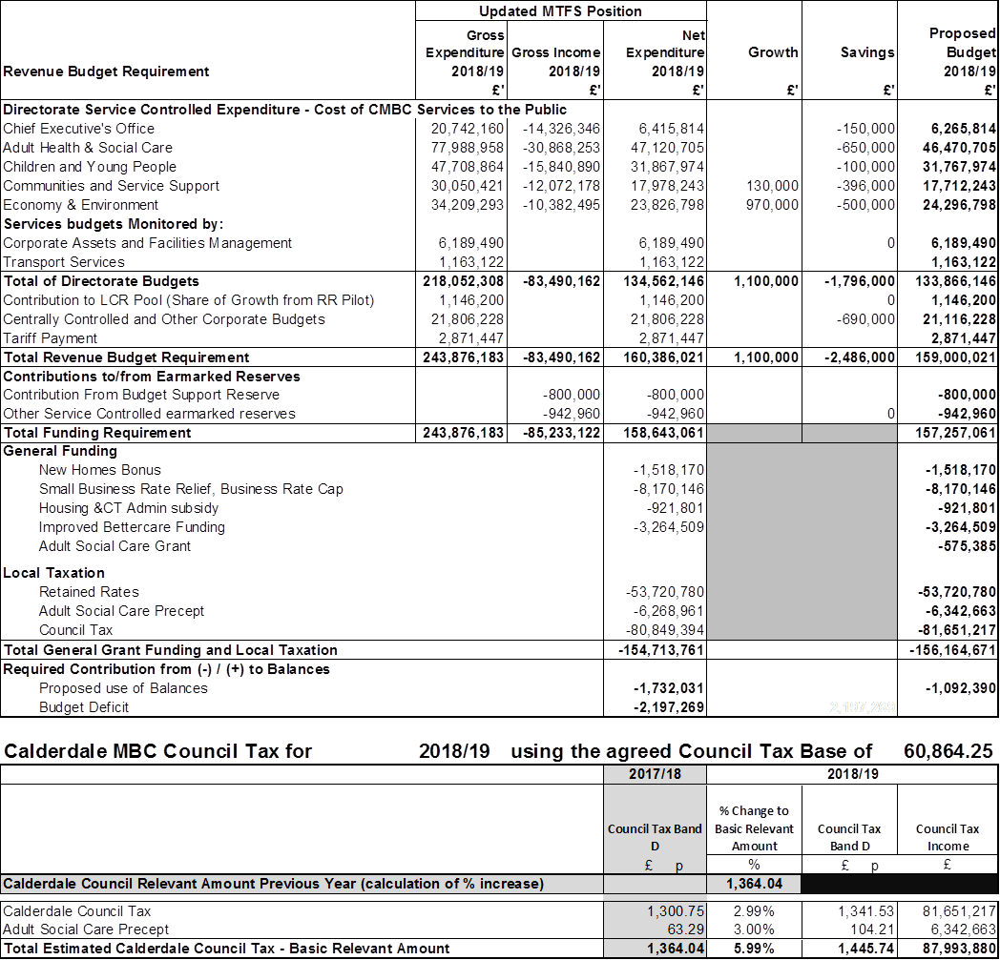 Updated MTFS Position
Revenue Budget Requirement Gross Expenditure 2018/19 £' Gross Income 2018/19 £' Net Expenditure 2018/19 £' Growth £' Savings £' Proposed Budget 2018/19 £'
Directorate Service Controlled Expenditure - Cost of CMBC Services to the Public
Chief Executive's Office 20,742,160 -14,326,346 6,415,814 -150,000 6,265,814
Adult Health & Social Care 77,988,958 -30,868,253 47,120,705 -650,000 46,470,705
Children and Young People 47,708,864 -15,840,890 31,867,974 -100,000 31,767,974
Communities and Service Support 30,050,421 -12,072,178 17,978,243 130,000 -396,000 17,712,243
Economy & Environment 34,209,293 -10,382,495 23,826,798 970,000 -500,000 24,296,798
Services budgets Monitored by:
Corporate Assets and Facilities Management 6,189,490 6,189,490 0 6,189,490
Transport Services 1,163,122 1,163,122 1,163,122
Total of Directorate Budgets 218,052,308 -83,490,162 134,562,146 1,100,000 -1,796,000 133,866,146
Contribution to LCR Pool (Share of Growth from RR Pilot) 1,146,200 1,146,200 0 1,146,200
Centrally Controlled and Other Corporate Budgets 21,806,228 21,806,228 -690,000 21,116,228
Tariff Payment 2,871,447 2,871,447 2,871,447
Total Revenue Budget Requirement 243,876,183 -83,490,162 160,386,021 1,100,000 -2,486,000 159,000,021
Contributions to/from Earmarked Reserves
Contribution From Budget Support Reserve -800,000 -800,000 -800,000
Other Service Controlled earmarked reserves -942,960 -942,960 0 -942,960
Total Funding Requirement 243,876,183 -85,233,122 158,643,061 157,257,061
General Funding
New Homes Bonus -1,518,170 -1,518,170
Small Business Rate Relief, Business Rate Cap -8,170,146 -8,170,146
Housing &CT Admin subsidy -921,801 -921,801
Improved Bettercare Funding -3,264,509 -3,264,509
Adult Social Care Grant -575,385
Local Taxation
Retained Rates -53,720,780 -53,720,780
Adult Social Care Precept -6,268,961 -6,342,663
Council Tax -80,849,394 -81,651,217
Total General Grant Funding and Local Taxation -154,713,761 -156,164,671
Required Contribution from (-) / (+) to Balances
Proposed use of Balances -1,732,031 -1,092,390
Budget Deficit -2,197,269 2,197,269
Calderdale MBC Council Tax for 2018/19 using the agreed Council Tax Base of 60,864.25
2017/18 2018/19
Council Tax Band D % Change to Basic Relevant Amount Council Tax Band D Council Tax Income
£ p % £ p £
Calderdale Council Relevant Amount Previous Year (calculation of % increase) 1,364.04
Calderdale Council Tax 1,300.75 2.99% 1,341.53 81,651,217
Adult Social Care Precept 63.29 3.00% 104.21 6,342,663
Total Estimated Calderdale Council Tax - Basic Relevant Amount 1,364.04 5.99% 1,445.74 87,993,880